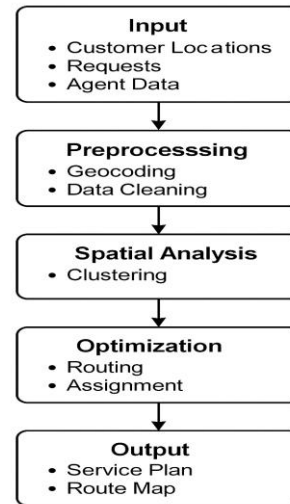 Input
• Customer Locations
• Requests
• Agent Data
Preprocesssing
• Geocoding
• Data Cleaning
Spatial Analysis
• Clustering
Optimization
• Routing
• Assignment
Output
• Service Plan
• Route Map